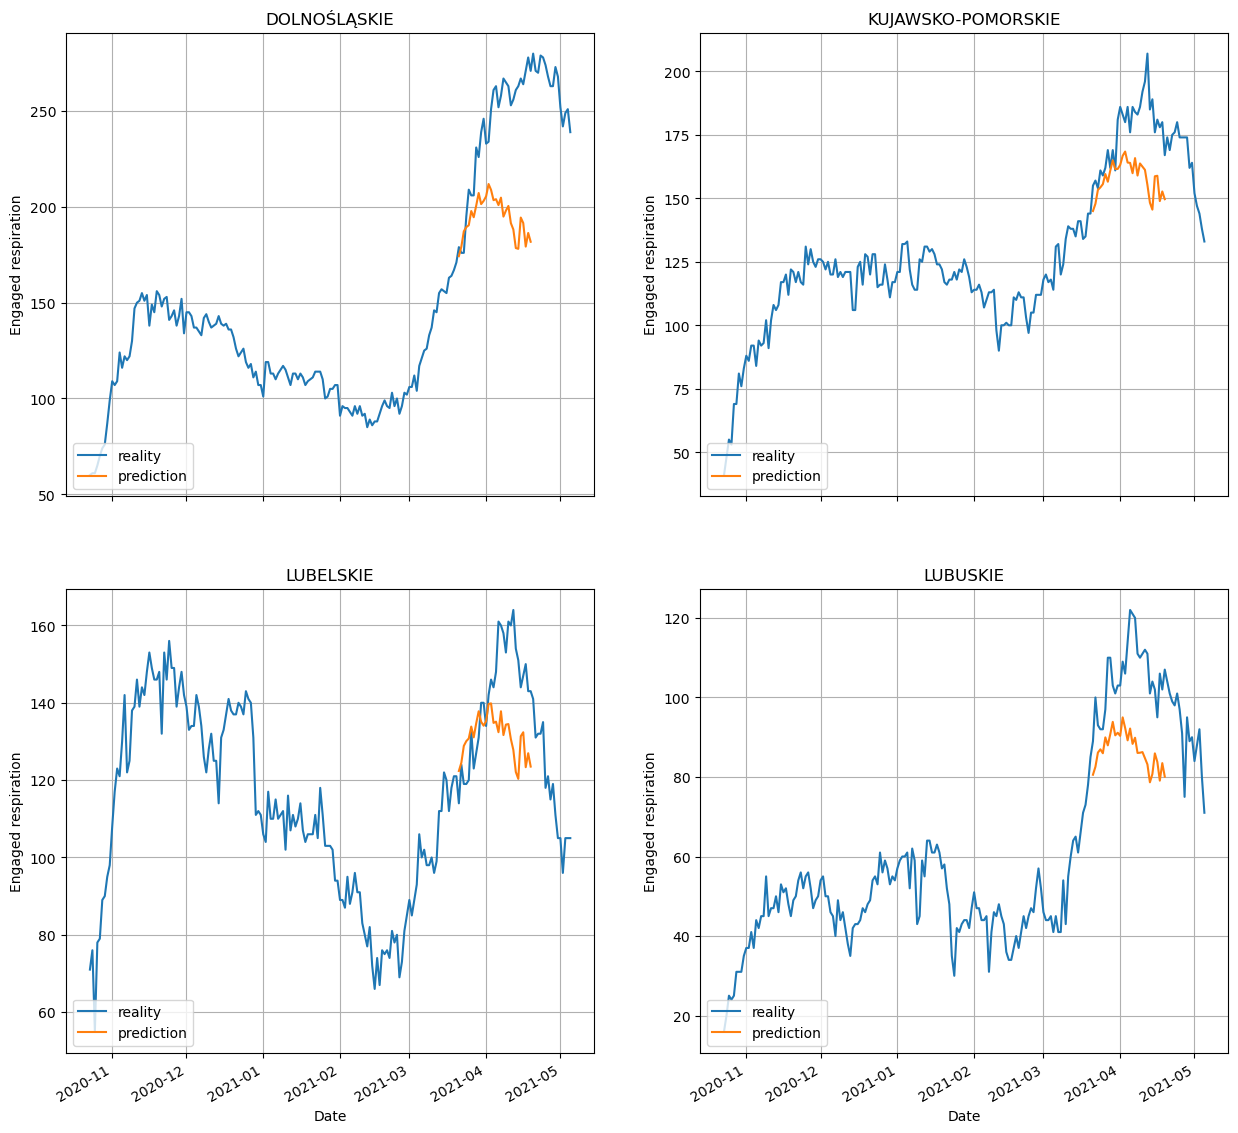 DOLNOŚLĄSKIE
Engaged respiration
250
200
150
100
50
reality
prediction
KUJAWSKO-POMORSKIE
Engaged respiration
200
175
150
125
100
75
50
reality
prediction
LUBELSKIE
Engaged respiration
160
140
120
100
80
60
reality
prediction
2020-11
2020-12
2021-01
2021-02
2021-03
2021-04
2021-05
Date
LUBUSKIE
Engaged respiration
120
100
80
60
40
20
reality
prediction
2020-11
2020-12
2021-01
2021-02
2021-03
2021-04
2021-05
Date